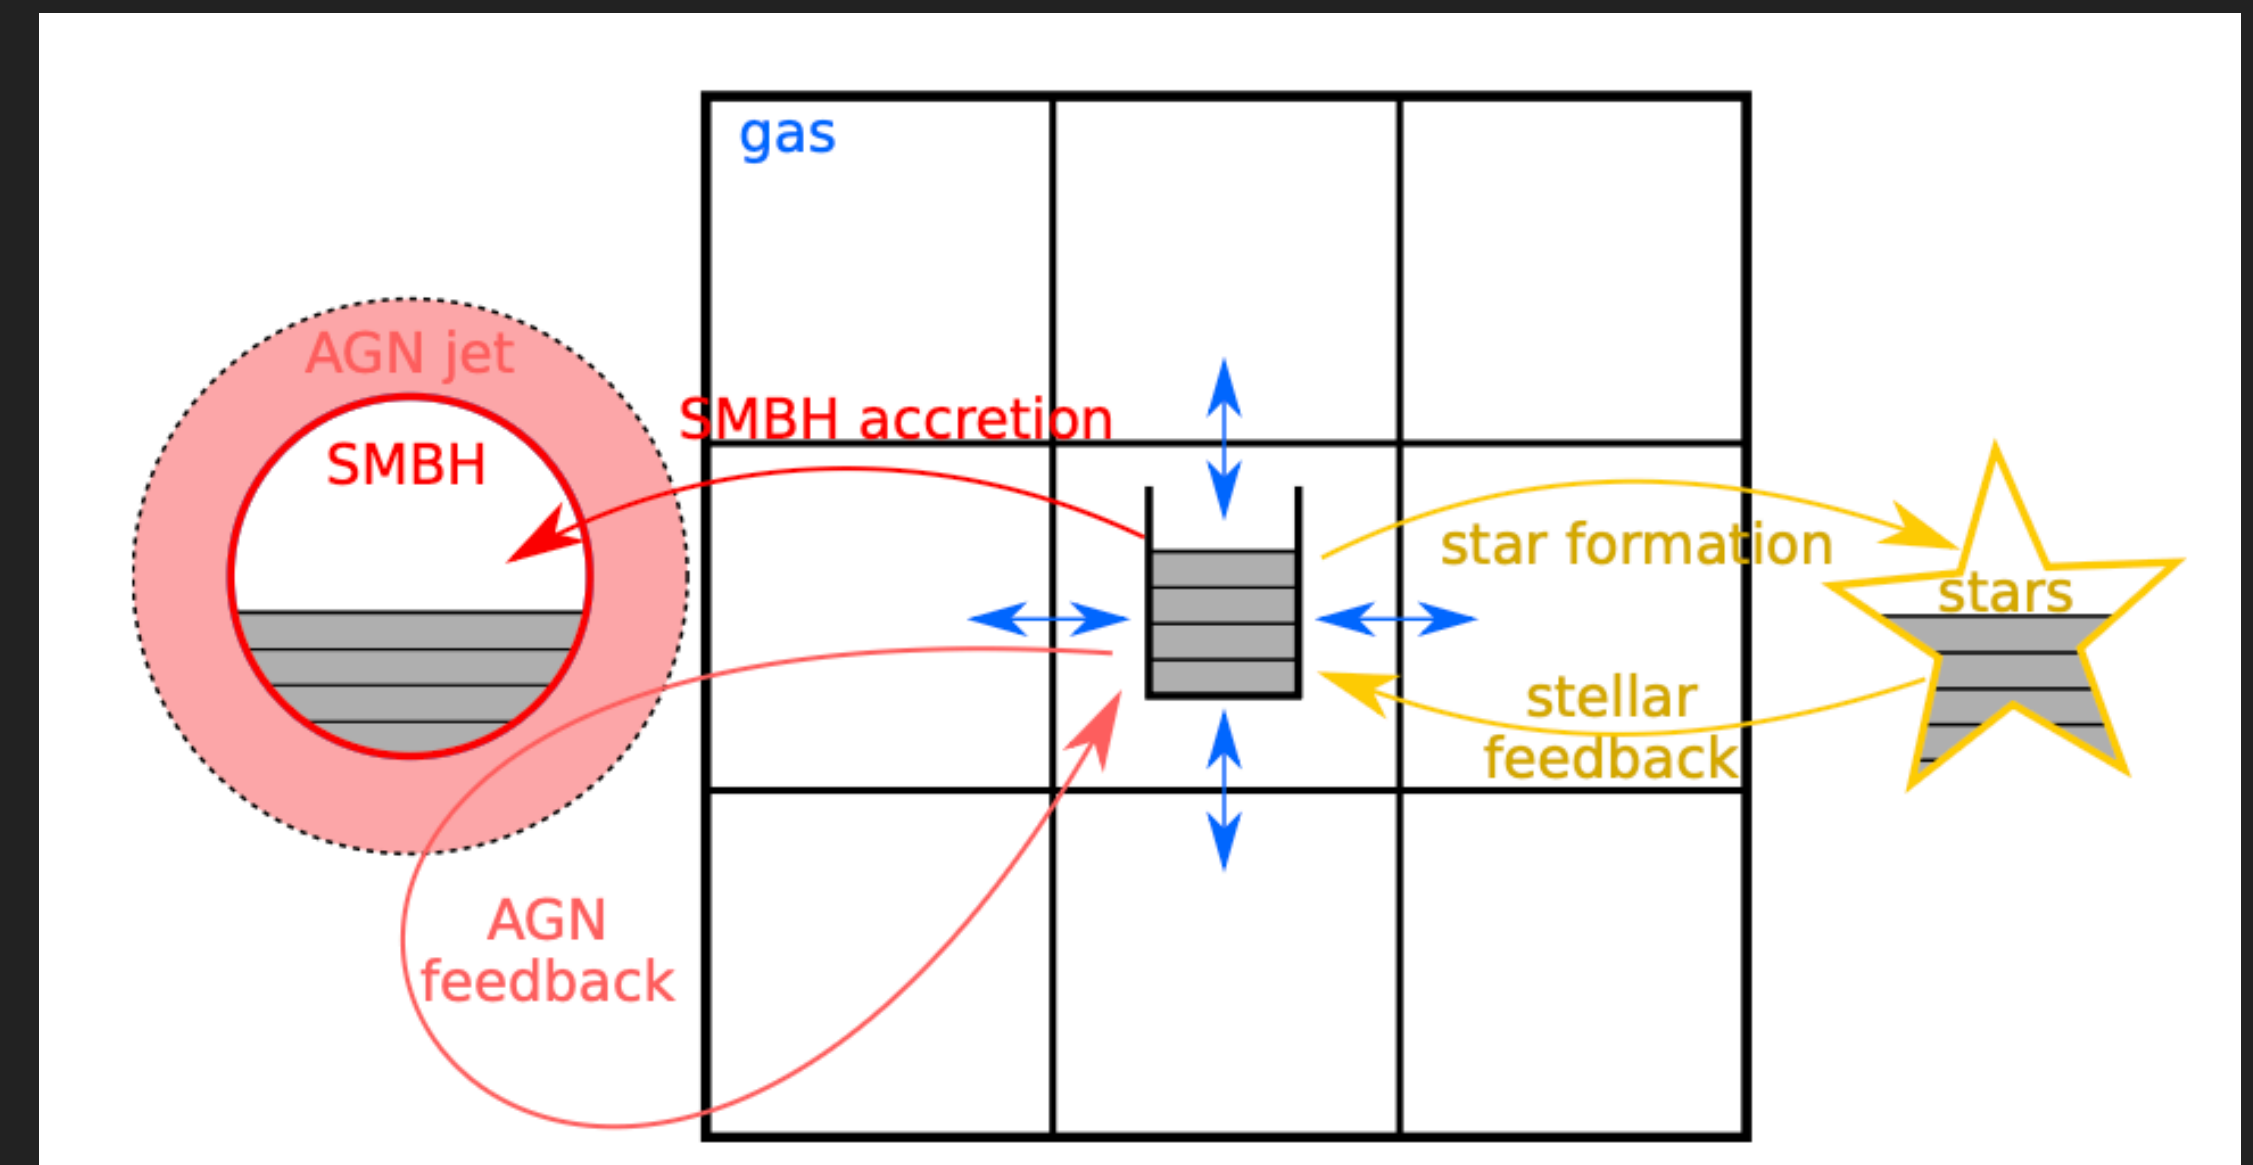 gas
AGN jet
SMBH
SMBH accretion
star formation
stars
stellar
feedback
AGN
feedback